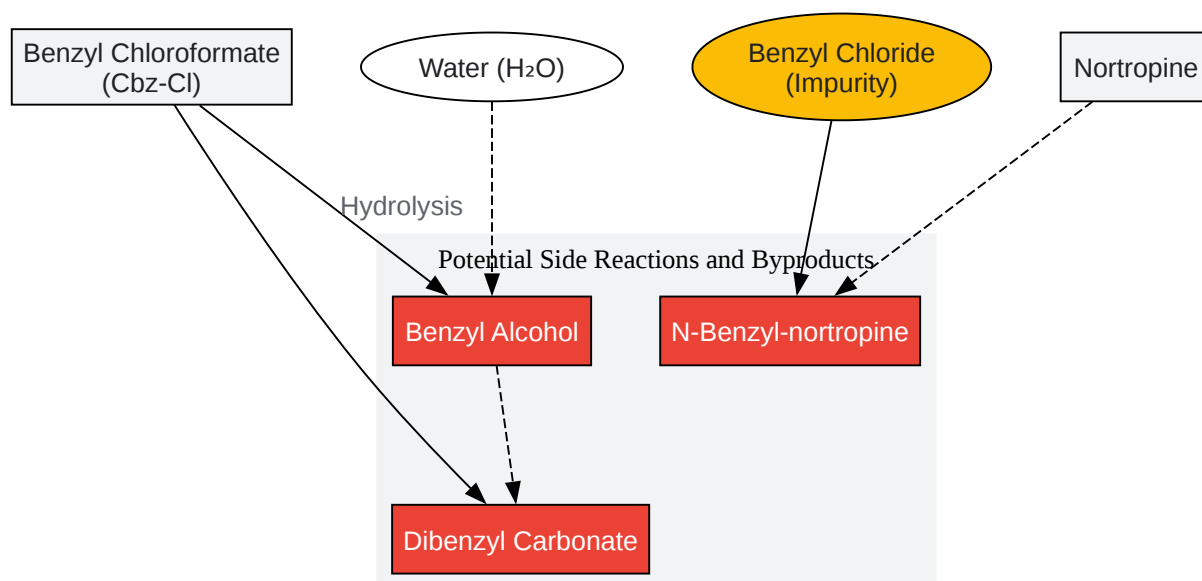 Benzyl Chloroformate
(Cbz-Cl)
Water (H₂O)
Benzyl Chloride
(Impurity)
Nortropine
Hydrolysis
Potential Side Reactions and Byproducts
Benzyl Alcohol
N-Benzyl-nortropine
Dibenzyl Carbonate